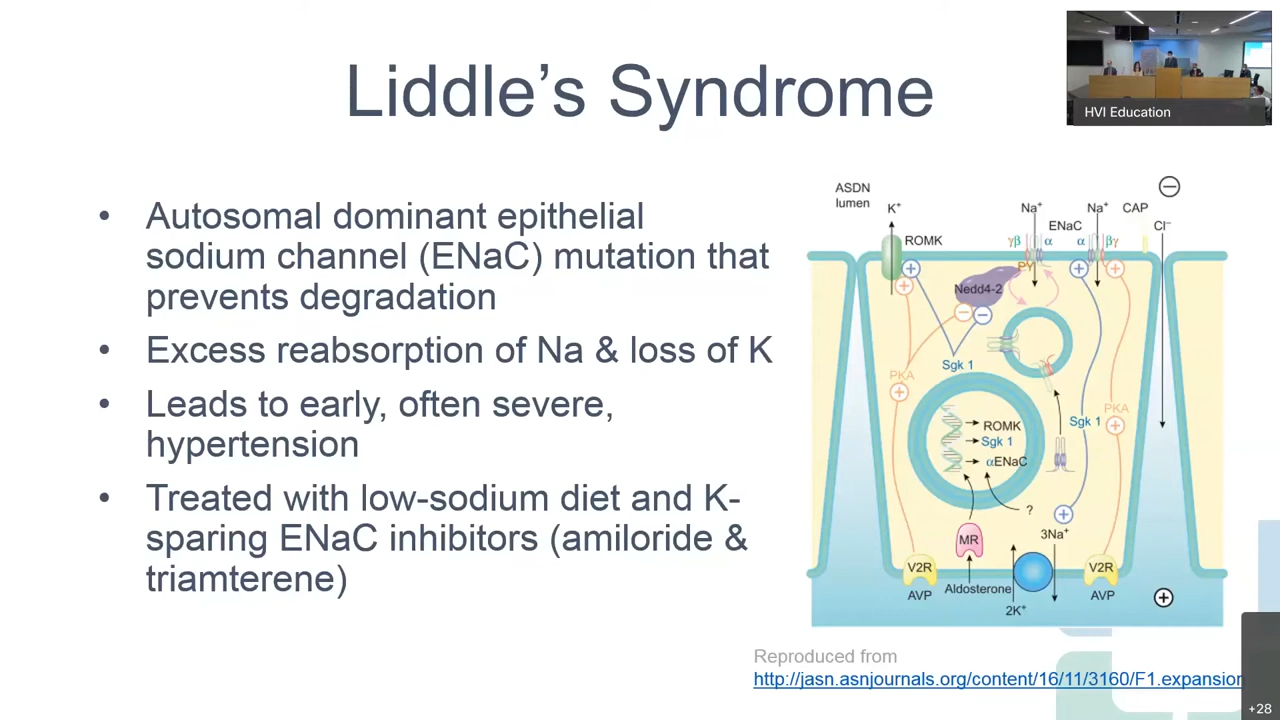 Liddle's Syndrome
HVI Education
• Autosomal dominant epithelial
sodium channel (ENaC) mutation that
prevents degradation
• Excess reabsorption of Na & loss of K
• Leads to early, often severe,
hypertension
• Treated with low-sodium diet and K-
sparing ENaC inhibitors (amiloride &
triamterene)
ASDN
lumen
K⁺
ROMK
Na⁺
ENaC
Na⁺
CAP
Cl⁻
γβ
α
α
βγ
PY
Nedd4-2
Sgk 1
PKA
PKA
Sgk 1
ROMK
Sgk 1
αENaC
?
MR
3Na⁺
V2R
AVP
Aldosterone
2K⁺
V2R
AVP
Reproduced from
http://jasn.asnjournals.org/content/16/11/3160/F1.expansion
+28